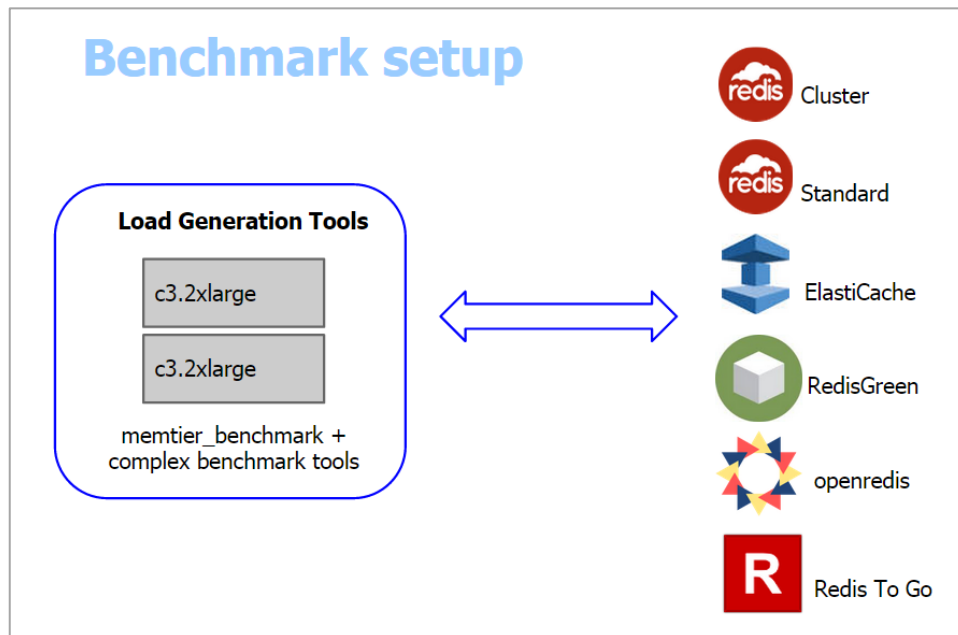 Benchmark setup
Load Generation Tools
c3.2xlarge
c3.2xlarge
memtier_benchmark +
complex benchmark tools
redis
Cluster
redis
Standard
ElastiCache
RedisGreen
openredis
R
Redis To Go